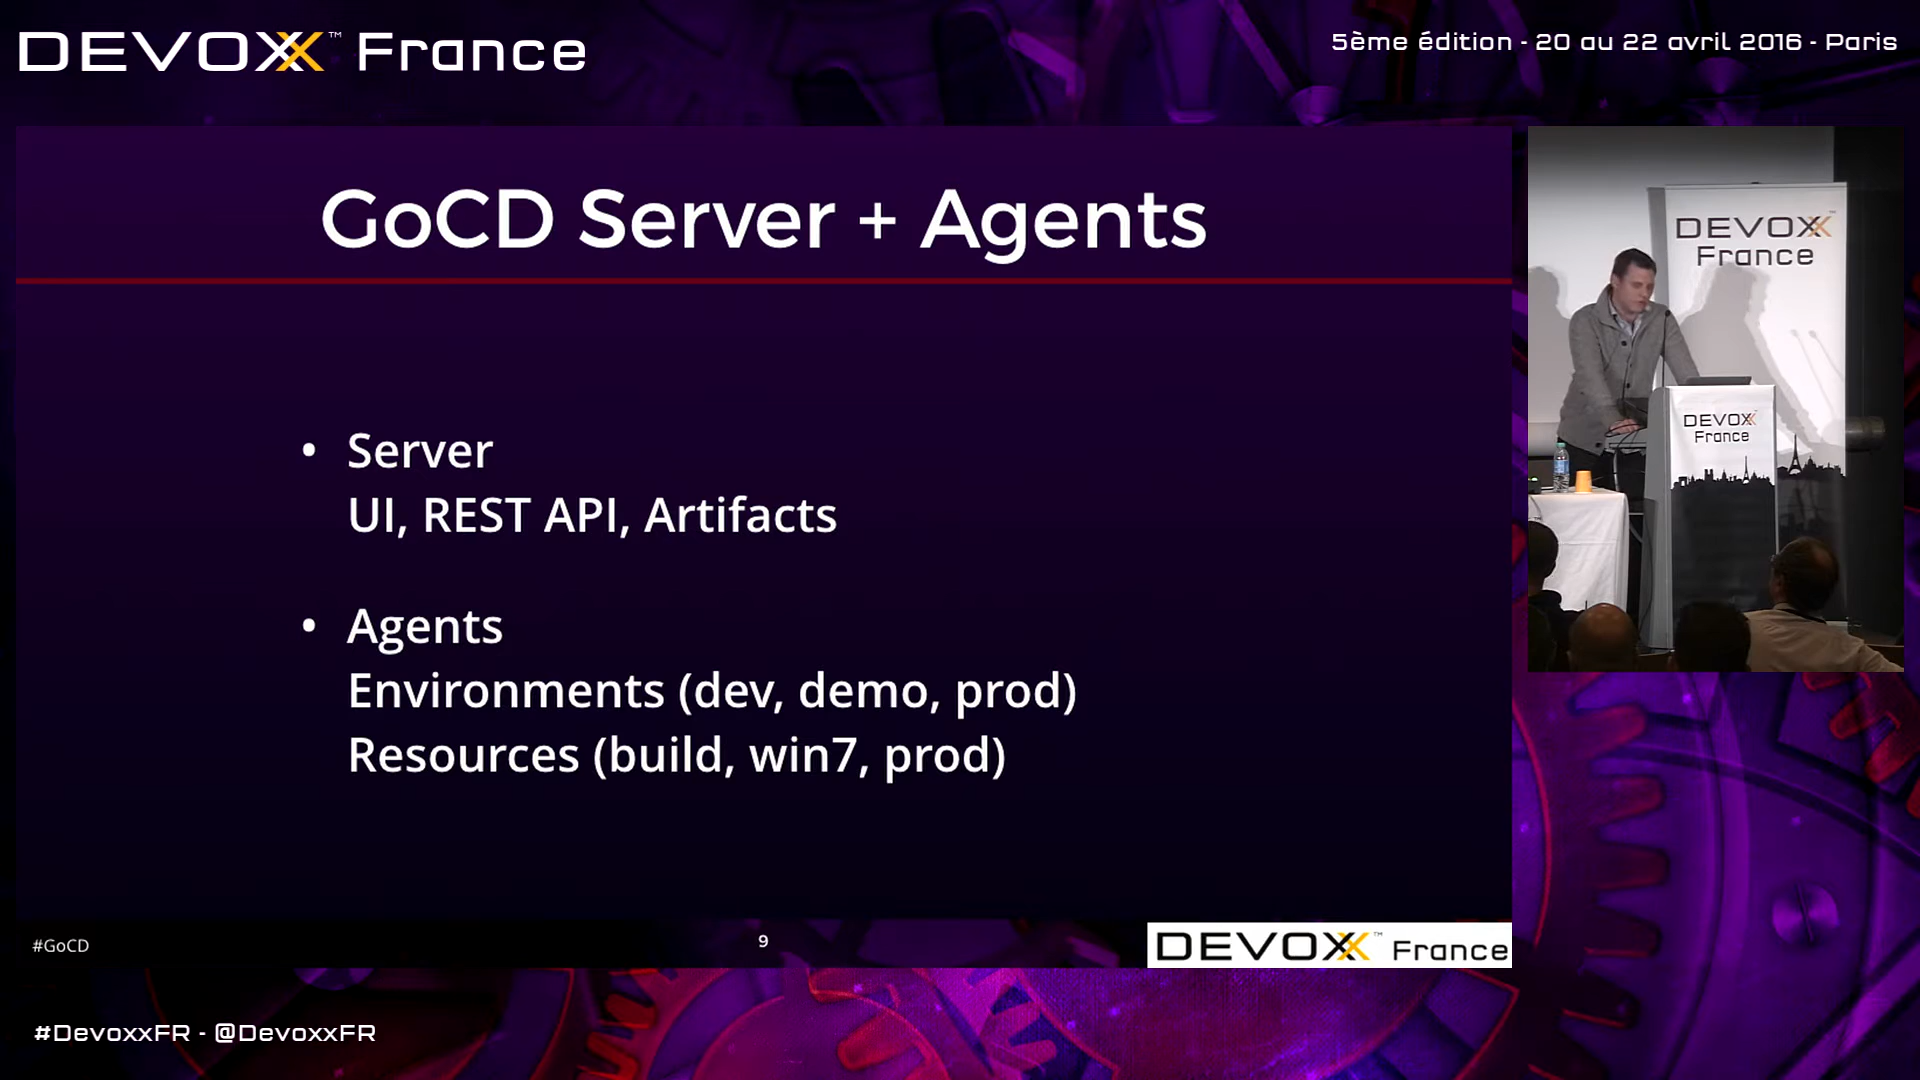 DEVOXX™ France
5ème édition - 20 au 22 avril 2016 - Paris
GoCD Server + Agents
• Server
UI, REST API, Artifacts
• Agents
Environments (dev, demo, prod)
Resources (build, win7, prod)
#GoCD
9
DEVOXX™ France
DEVOXX™
France
DEVOXX
France
#DevoxxFR - @DevoxxFR